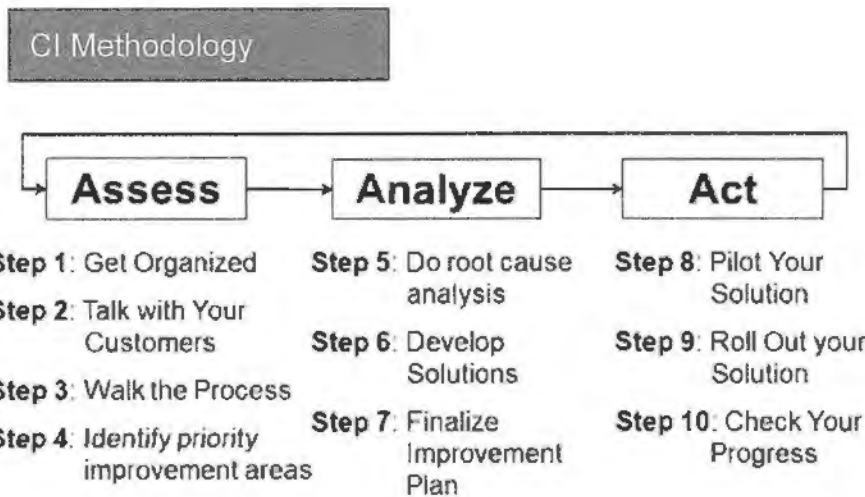 CI Methodology
Assess
Step 1: Get Organized
Step 2: Talk with Your
Customers
Step 3: Walk the Process
Step 4: Identify priority
improvement areas
Analyze
Step 5: Do root cause
analysis
Step 6: Develop
Solutions
Step 7: Finalize
Improvement
Plan
Act
Step 8: Pilot Your
Solution
Step 9: Roll Out your
Solution
Step 10: Check Your
Progress